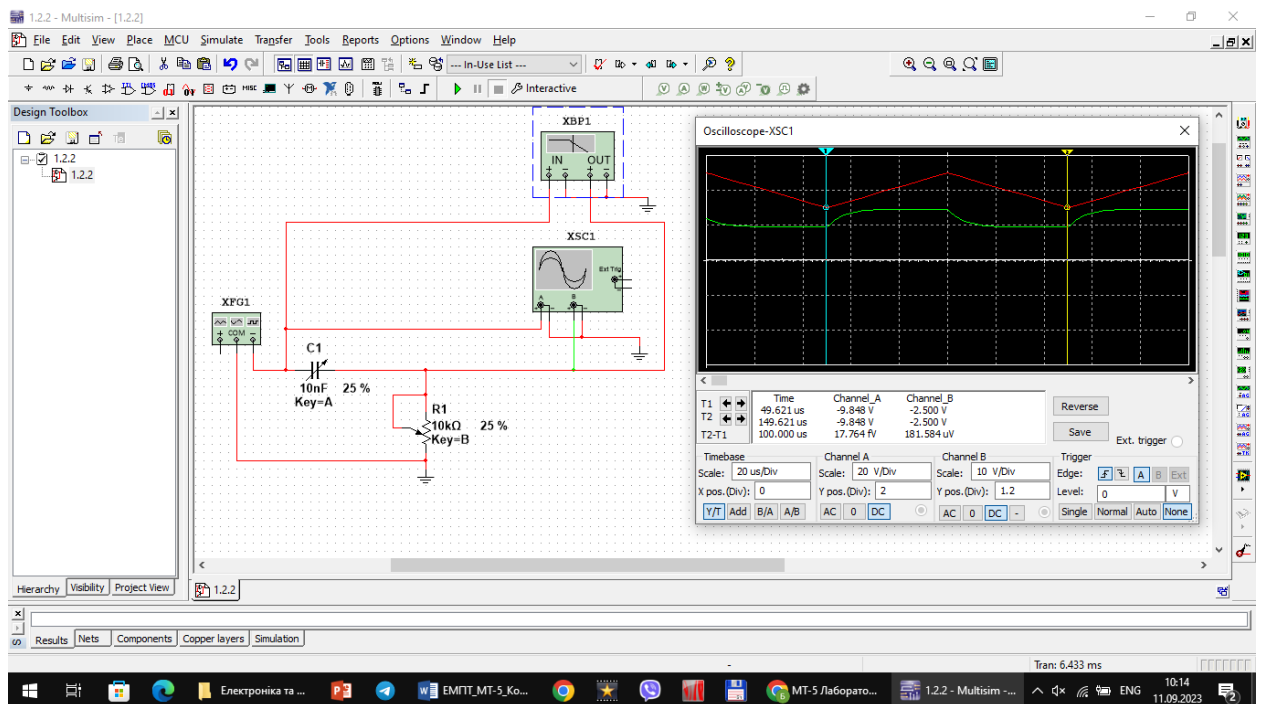 1.2.2 - Multisim - [1.2.2]
File Edit View Place MCU Simulate Transfer Tools Reports Options Window Help
--- In-Use List ---
Interactive
Design Toolbox
1.2.2
1.2.2
XBP1
IN OUT
XSC1
Ext Trig
A B
XFG1
COM
C1
10nF 25 %
Key=A
R1
10kΩ 25 %
Key=B
Oscilloscope-XSC1
Time Channel_A Channel_B
T1 49.621 us -9.848 V -2.500 V
T2 149.621 us -9.848 V -2.500 V
T2-T1 100.000 us 17.764 fV 181.584 uV
Reverse
Save
Ext. trigger
Timebase Channel A Channel B Trigger
Scale: 20 us/Div Scale: 20 V/Div Scale: 10 V/Div Edge: A B Ext
X pos.(Div): 0 Y pos.(Div): 2 Y pos.(Div): 1.2 Level: 0 V
Y/T Add B/A A/B AC 0 DC AC 0 DC - Single Normal Auto None
Hierarchy Visibility Project View
1.2.2
Results Nets Components Copper layers Simulation
- Tran: 6.433 ms
Електроніка та ... ЕМПТ_МТ-5_Ко... МТ-5 Лаборато... 1.2.2 - Multisim -... ENG 10:14
11.09.2023